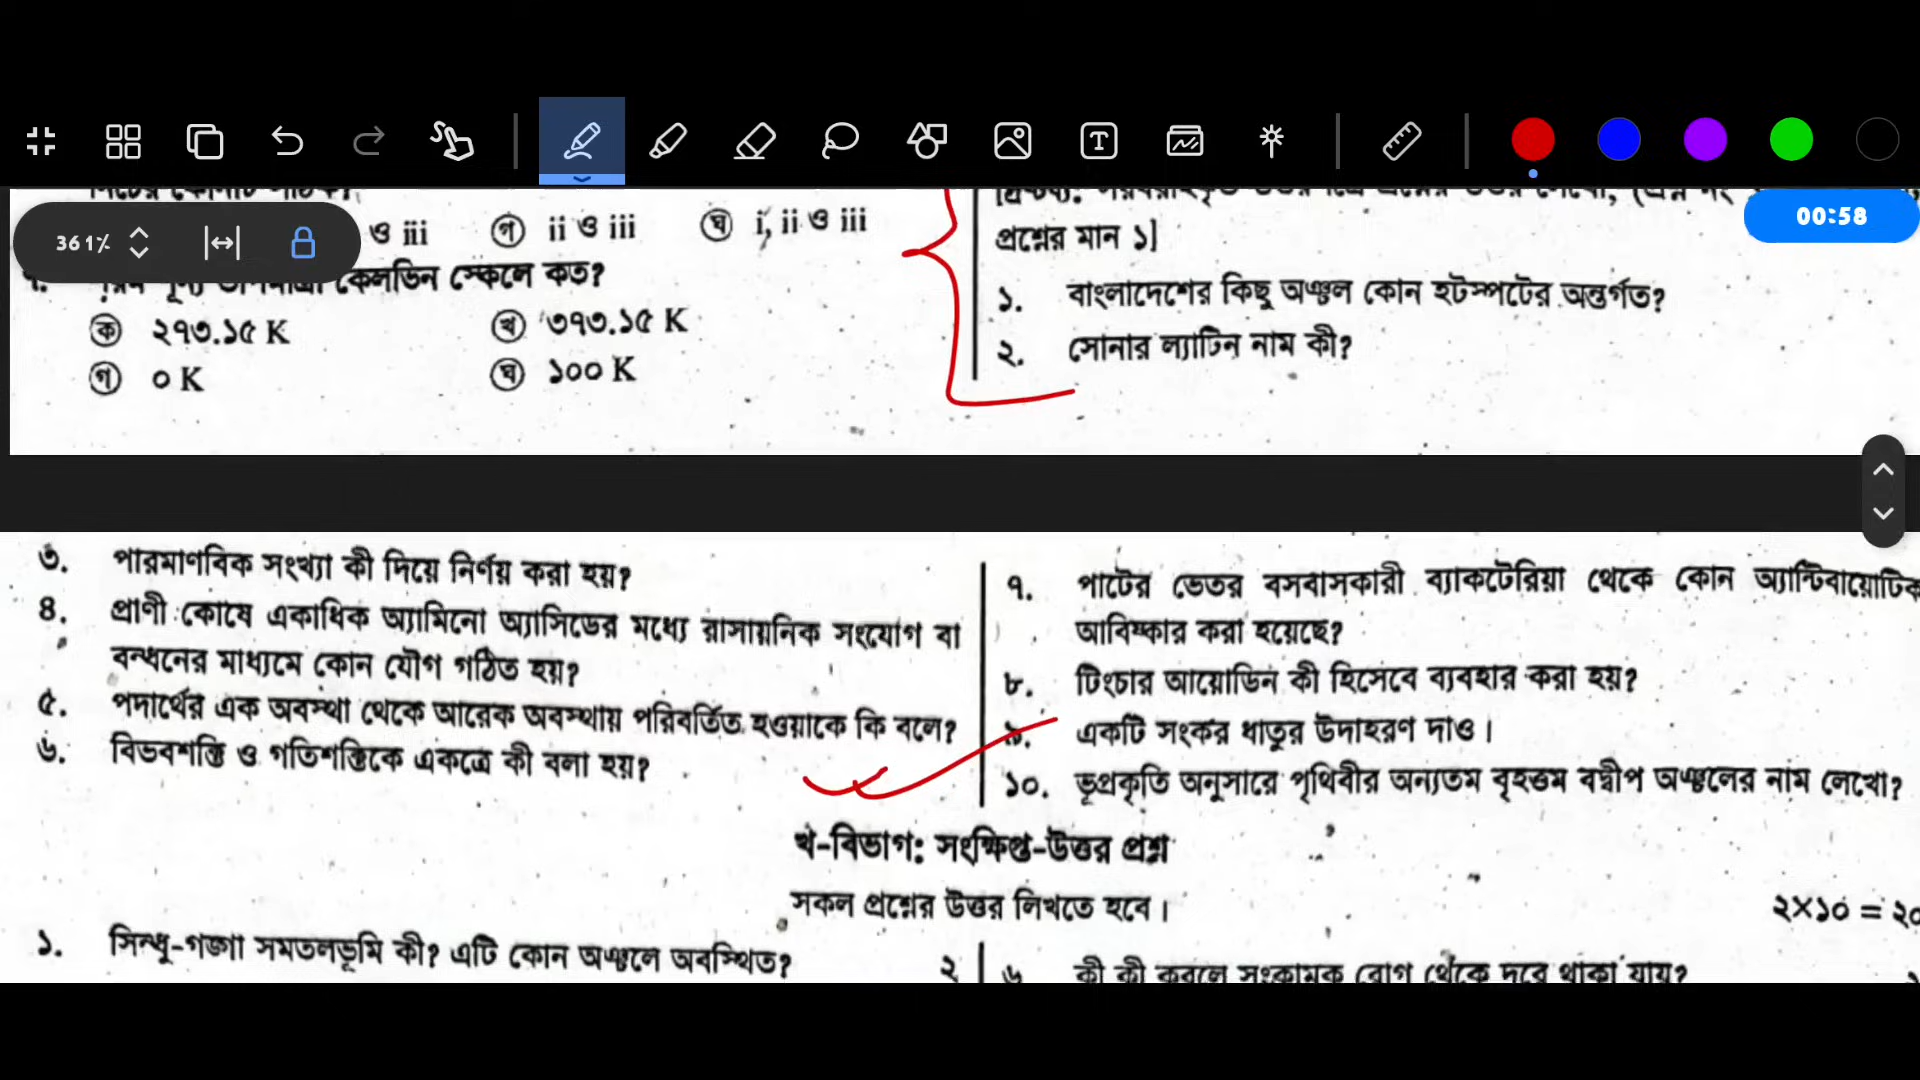 361%
00:58
ও iii
গ ii ও iii
ঘ i, ii ও iii
প্রশ্নের মান ১]
কেলভিন স্কেলে কত?
ক ২৭৩.১৫ K
খ ৩৭৩.১৫ K
গ ০ K
ঘ ১০০ K
১. বাংলাদেশের কিছু অঞ্চল কোন হটস্পটের অন্তর্গত?
২. সোনার ল্যাটিন নাম কী?
৩. পারমাণবিক সংখ্যা কী দিয়ে নির্ণয় করা হয়?
৪. প্রাণী কোষে একাধিক অ্যামিনো অ্যাসিডের মধ্যে রাসায়নিক সংযোগ বা
বন্ধনের মাধ্যমে কোন যৌগ গঠিত হয়?
৫. পদার্থের এক অবস্থা থেকে আরেক অবস্থায় পরিবর্তিত হওয়াকে কি বলে?
৬. বিভবশক্তি ও গতিশক্তিকে একত্রে কী বলা হয়?
৭. পাটের ভেতর বসবাসকারী ব্যাকটেরিয়া থেকে কোন অ্যান্টিবায়োটিক
আবিষ্কার করা হয়েছে?
৮. টিংচার আয়োডিন কী হিসেবে ব্যবহার করা হয়?
৯. একটি সংকর ধাতুর উদাহরণ দাও।
১০. ভূপ্রকৃতি অনুসারে পৃথিবীর অন্যতম বৃহত্তম বদ্বীপ অঞ্চলের নাম লেখো?
খ-বিভাগ: সংক্ষিপ্ত-উত্তর প্রশ্ন
সকল প্রশ্নের উত্তর লিখতে হবে।
২×১০ = ২০
১. সিন্ধু-গঙ্গা সমতলভূমি কী? এটি কোন অঞ্চলে অবস্থিত? ২
৬ কী কী করলে সংক্রামক রোগ থেকে দূরে থাকা যায়?